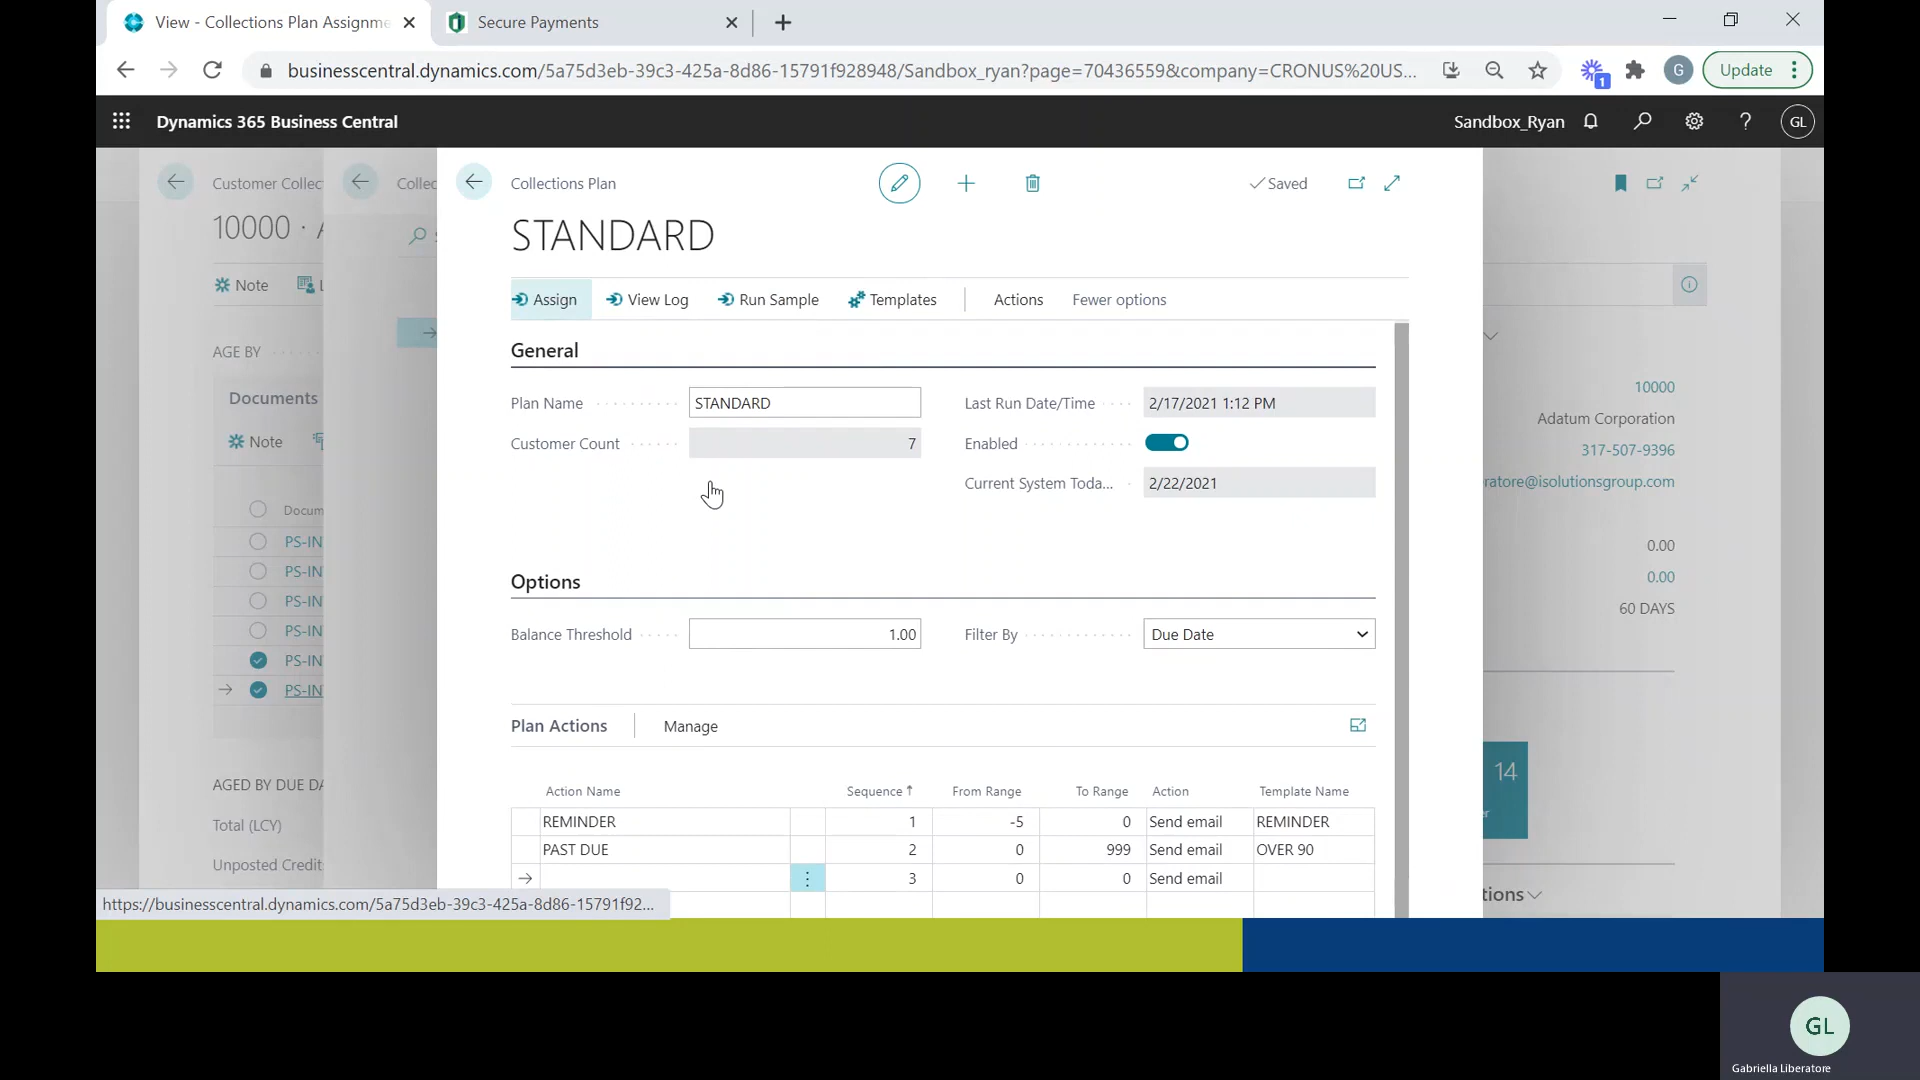 View - Collections Plan Assignme
Secure Payments
businesscentral.dynamics.com/5a75d3eb-39c3-425a-8d86-15791f928948/Sandbox_ryan?page=70436559&company=CRONUS%20US...
1
G
Update
Dynamics 365 Business Central
Sandbox_Ryan
?
GL
Customer Collec
Collec
Collections Plan
Saved
10000 · A
STANDARD
Note
L
Assign
View Log
Run Sample
Templates
Actions
Fewer options
AGE BY
General
Documents
Plan Name
STANDARD
Last Run Date/Time
2/17/2021 1:12 PM
10000
Adatum Corporation
Note
Customer Count
7
Enabled
317-507-9396
Current System Toda...
2/22/2021
ratore@isolutionsgroup.com
Docum
PS-IN
0.00
PS-IN
0.00
Options
PS-IN
60 DAYS
PS-IN
Balance Threshold
1.00
Filter By
Due Date
PS-IN
PS-IN
Plan Actions
Manage
14
AGED BY DUE DA
Action Name
Sequence ↑
From Range
To Range
Action
Template Name
Total (LCY)
REMINDER
1
-5
0
Send email
REMINDER
er
PAST DUE
2
0
999
Send email
OVER 90
Unposted Credit
3
0
0
Send email
tions
https://businesscentral.dynamics.com/5a75d3eb-39c3-425a-8d86-15791f92...
GL
Gabriella Liberatore